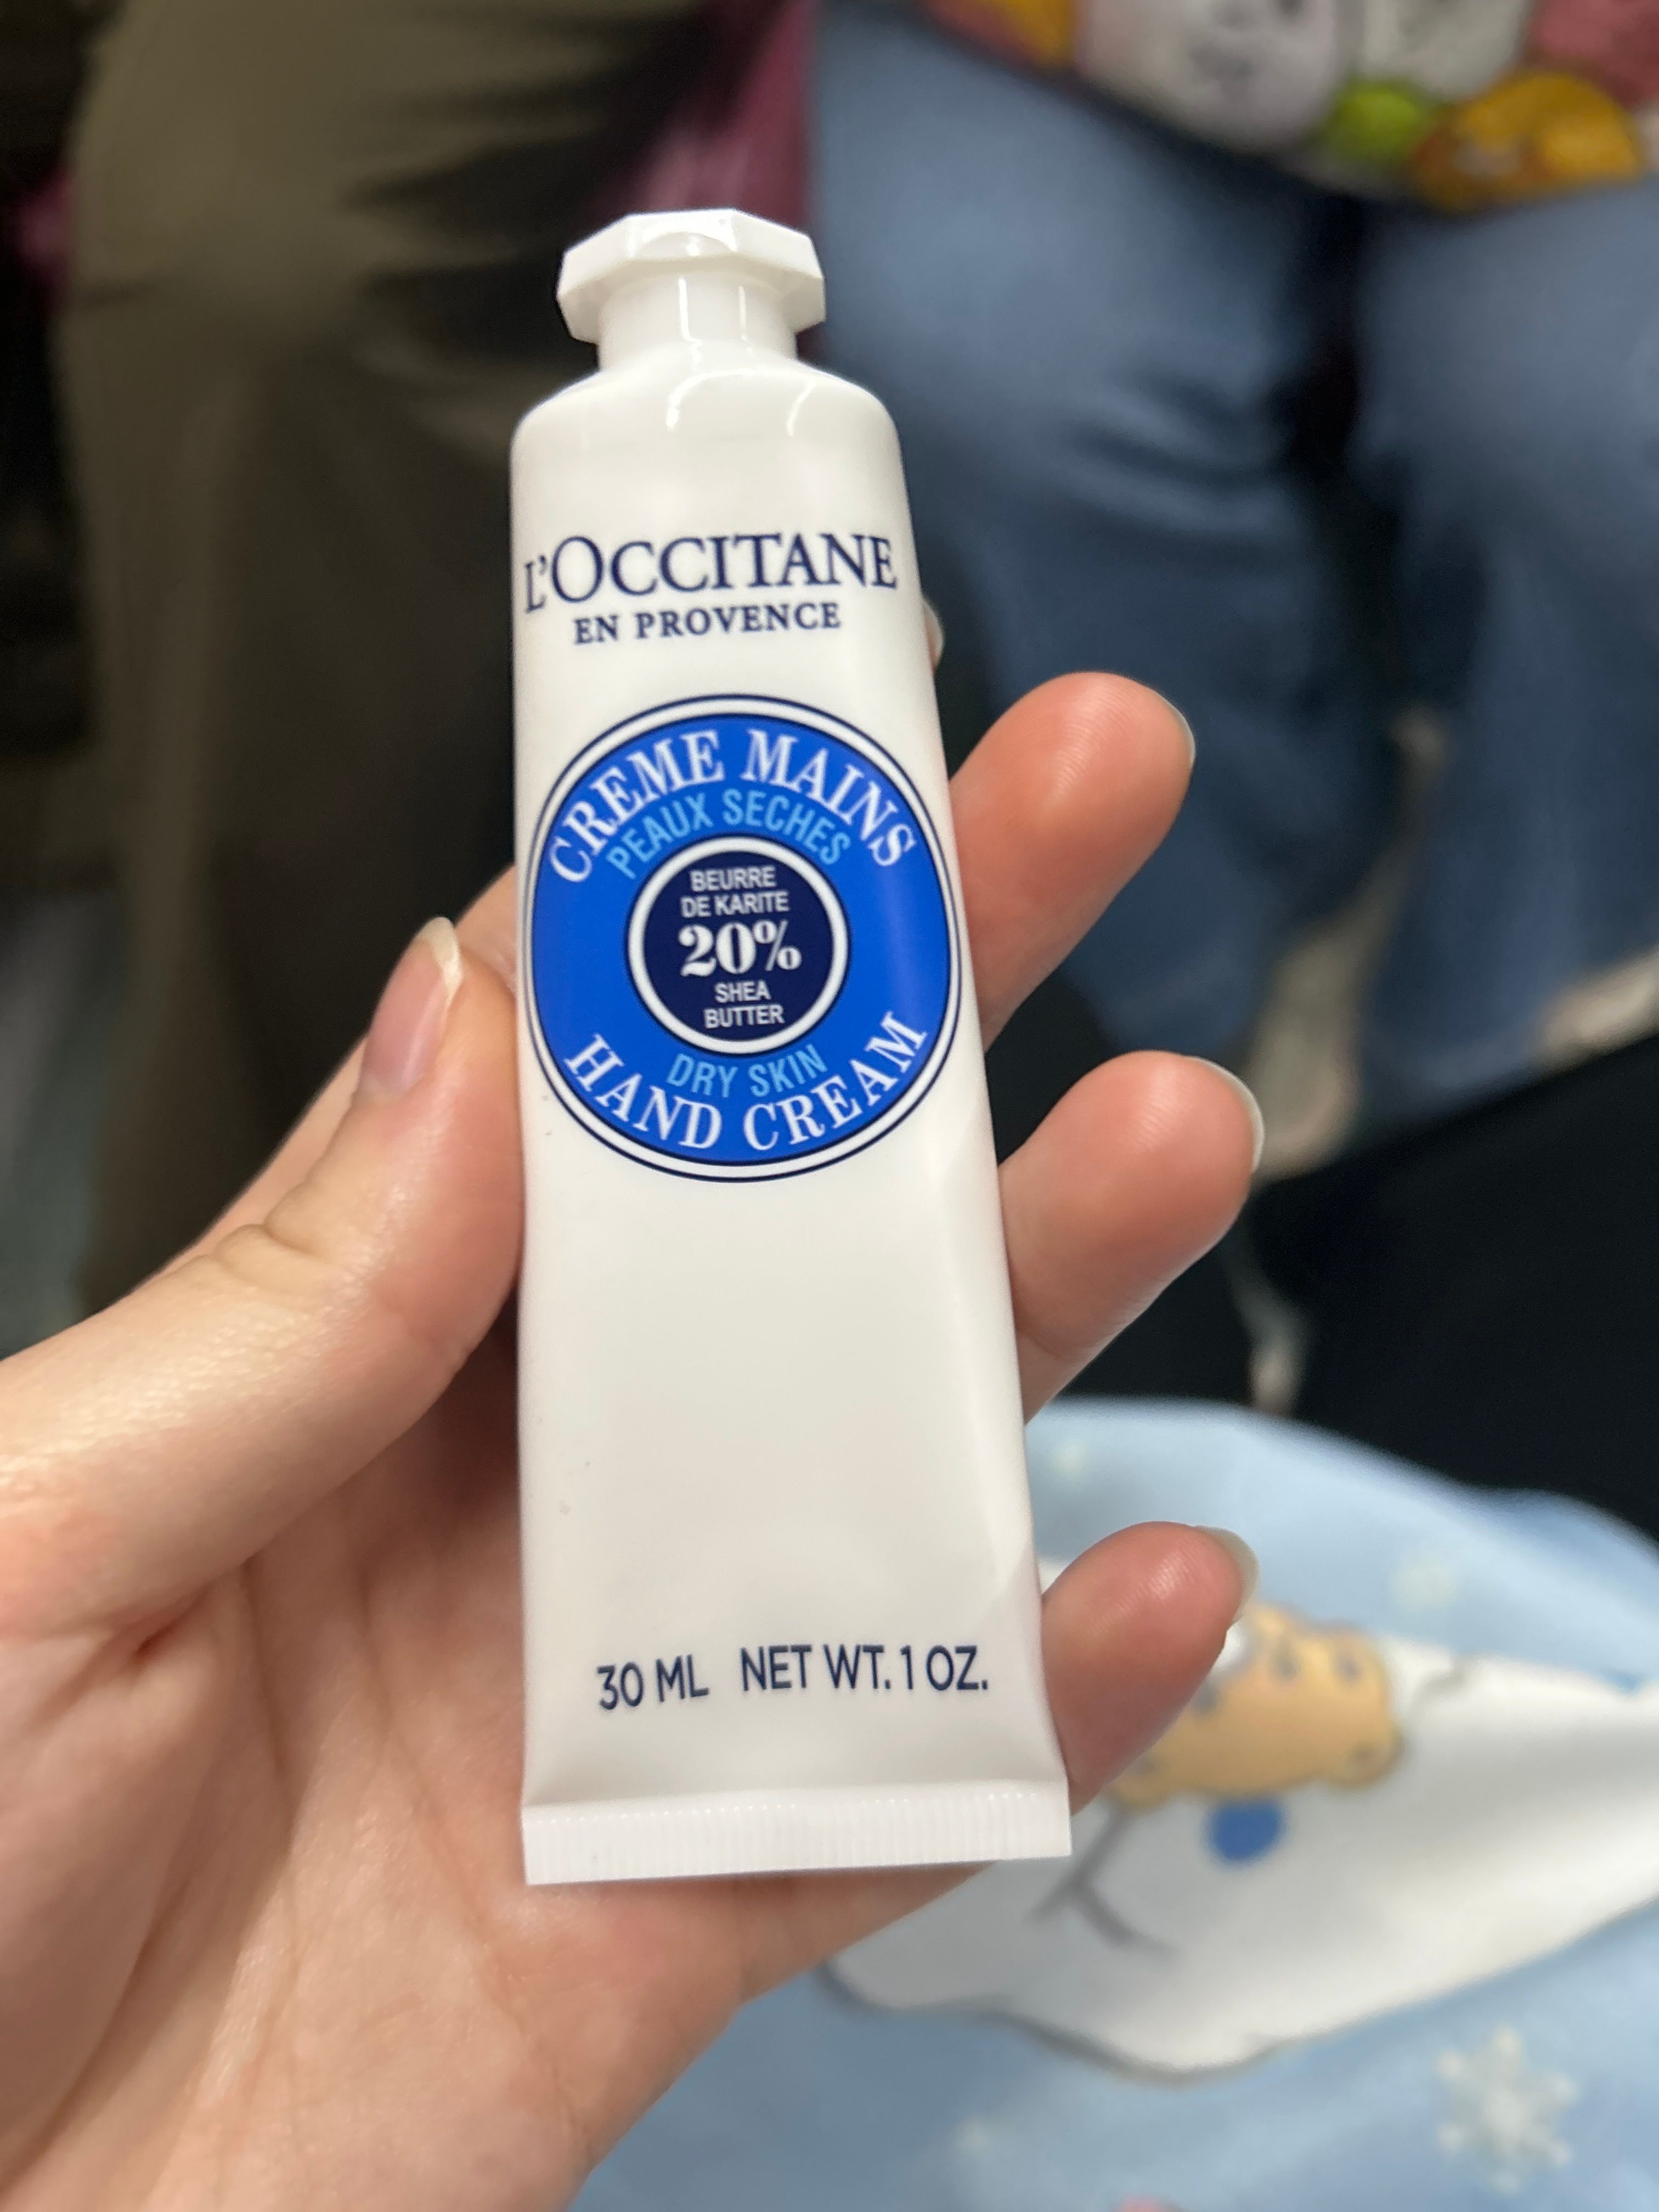 L'OCCITANE
EN PROVENCE
CREME MAINS
PEAUX SECHES
BEURRE
DE KARITE
20%
SHEA
BUTTER
DRY SKIN
HAND CREAM
30 ML NET WT. 1 OZ.